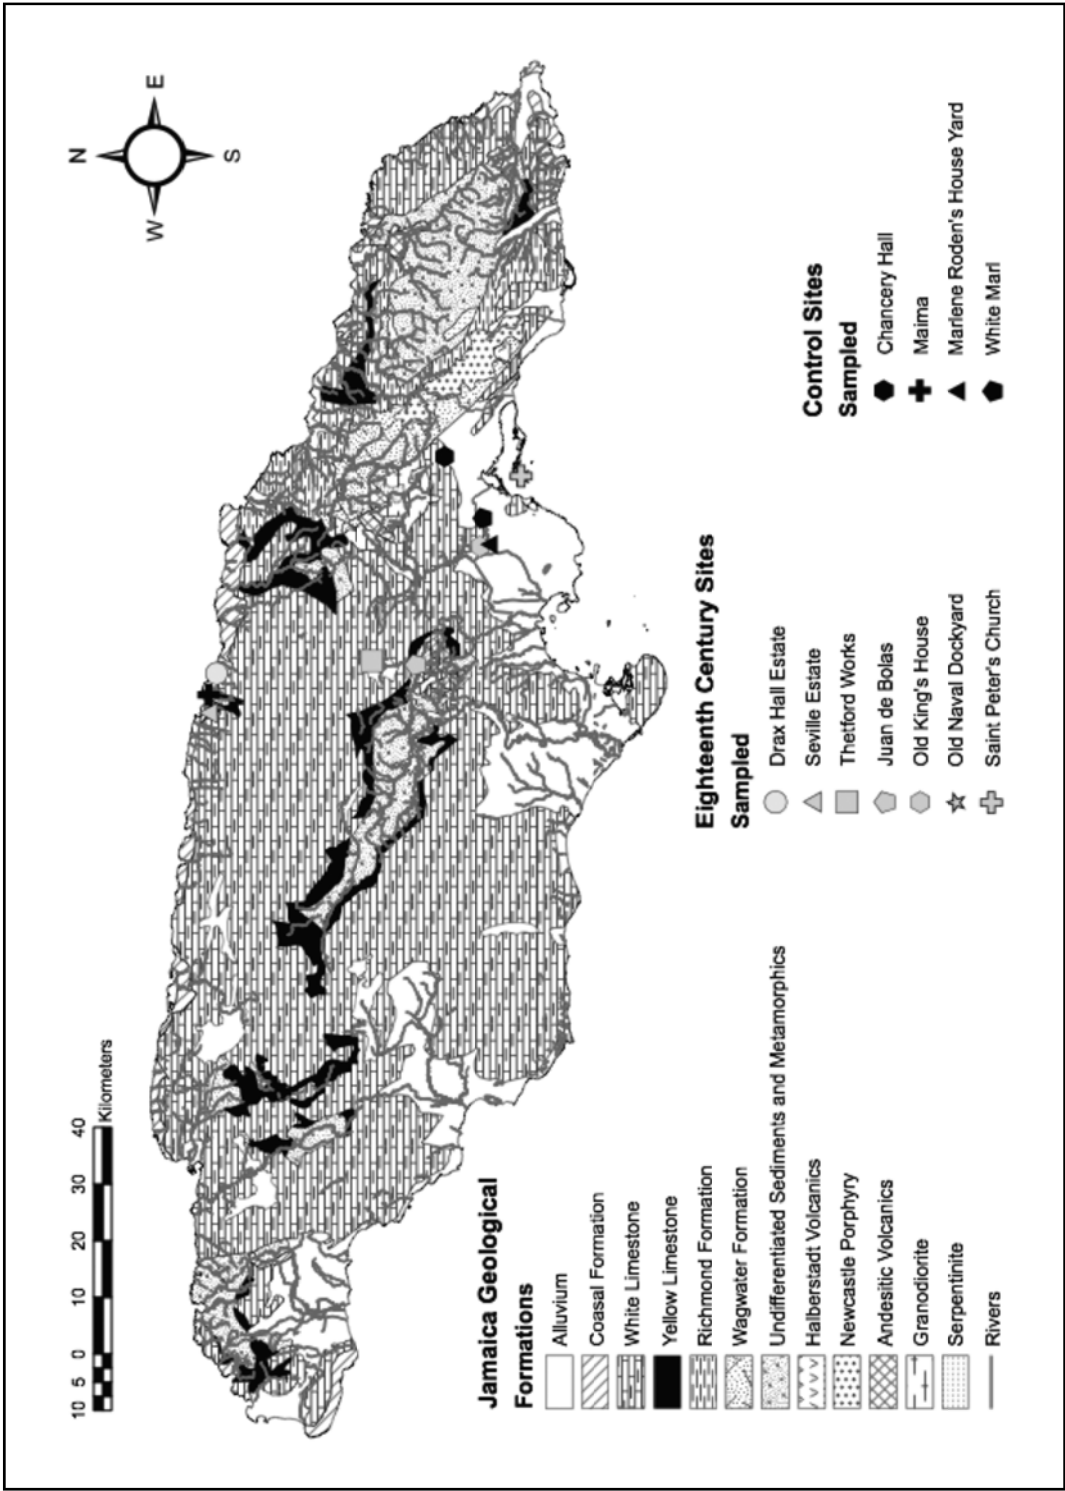 N
W
E
S
10 5 0 10 20 30 40
Kilometers
Jamaica Geological
Formations
Alluvium
Coasal Formation
White Limestone
Yellow Limestone
Richmond Formation
Wagwater Formation
Undifferentiated Sediments and Metamorphics
Halberstadt Volcanics
Newcastle Porphyry
Andesitic Volcanics
Granodiorite
Serpentinite
Rivers
Eighteenth Century Sites
Sampled
Drax Hall Estate
Seville Estate
Thetford Works
Juan de Bolas
Old King's House
Old Naval Dockyard
Saint Peter's Church
Control Sites
Sampled
Chancery Hall
Maima
Marlene Roden's House Yard
White Marl